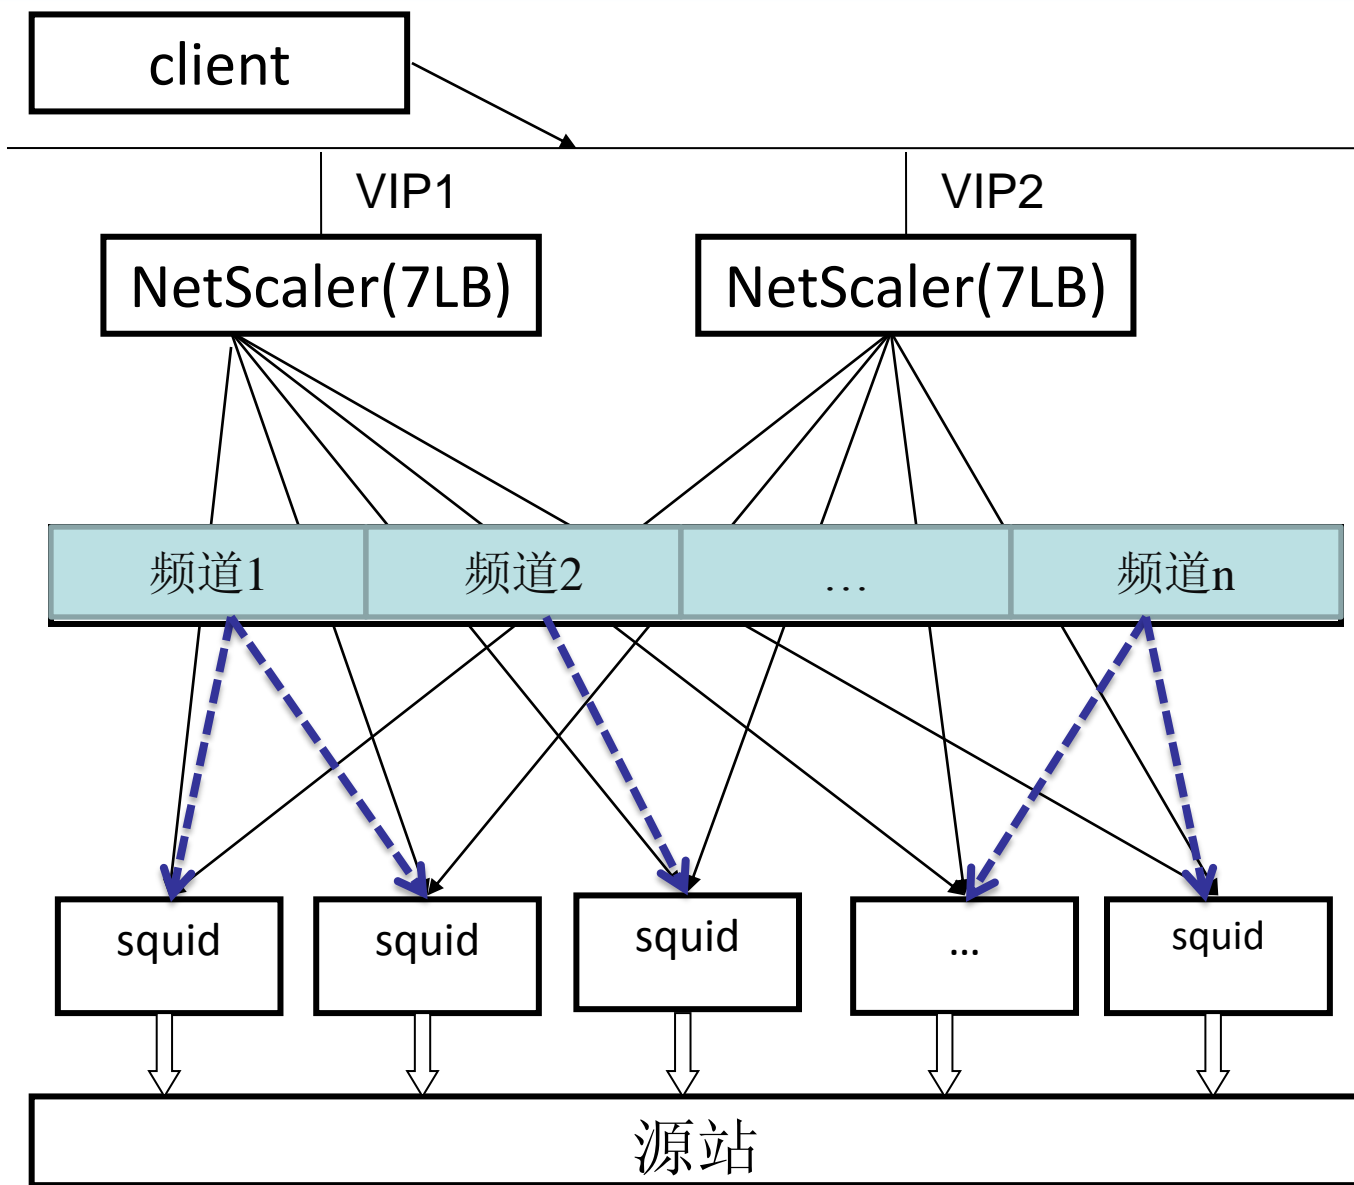 client
VIP1
VIP2
NetScaler(7LB)
NetScaler(7LB)
频道1
频道2
...
频道n
squid
squid
squid
...
squid
源站